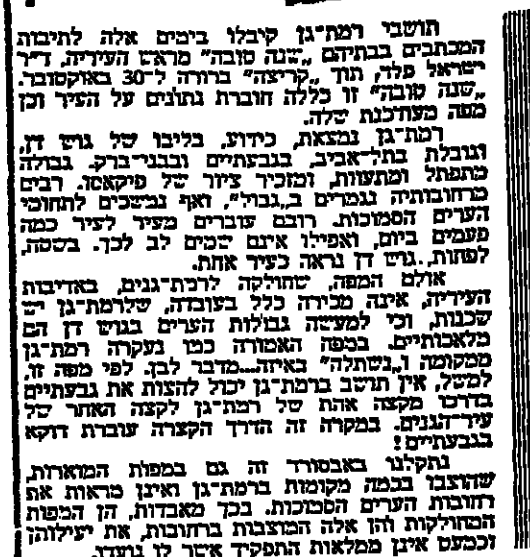 תושבי רמת־גן קיבלו בימים אלה לתיבות
המכתבים בבתיהם „שנה טובה” מראש העיריה, ד״ר
ישראל פלד, תוך „קריצה” ברורה ל־30 באוקטובר.
„שנה טובה” זו כללה חוברת נתונים על העיר וכן
מפה מעודכנת שלה.
רמת־גן נמצאת, כידוע, בליבו של גוש דן,
וגובלת בתל־אביב, בגבעתיים ובבני־ברק. גבולה
מתפתל ומתעוות, ומזכיר ציור של פיקאסו. רבים
מרחובותיה נגמרים ב„גבול”, ואף נמשכים לתחומי
הערים הסמוכות. רובם עוברים מעיר לעיר כמה
פעמים ביום, ואפילו אינם שמים לב לכך. בשטח,
לפחות, גוש דן נראה כעיר אחת.
אולם המפה, שחולקה לרמת־גנים, באדיבות
העיריה, אינה מכירה כלל בעובדה, שלרמת־גן יש
שכנות, וכי למעשה גבולות הערים בגוש דן הם
מלאכותיים. במפה האמורה כמו נעקרה רמת־גן
ממקומה ו„נשתלה” באיזה...מדבר לבן. לפי מפה זו,
למשל, אין תושב ברמת־גן יכול לחצות את גבעתיים
בדרכו מקצה אחת של רמת־גן לקצה האחר של
עיר־הגנים. במקרה זה הדרך הקצרה עוברת דווקא
בגבעתיים!
נתקלנו באבסורד זה גם במפות המוארות,
שהוצבו בכמה מקומות ברמת־גן ואינן מראות את
רחובות הערים הסמוכות. בכך מאבדות, הן המפות
המחולקות והן אלה המוצבות ברחובות, את יעילותן
וכמעט אינן ממלאות התפקיד אשר לו נועדו.